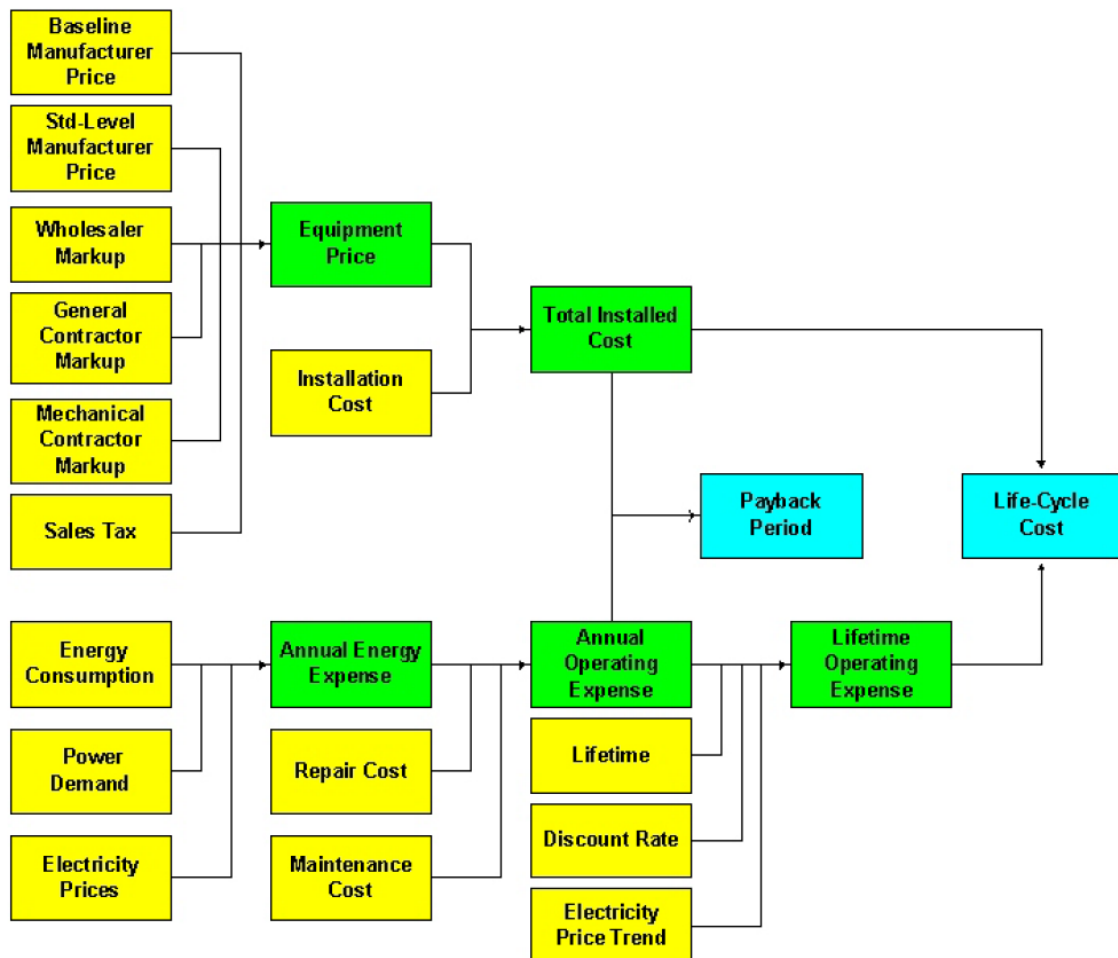 Baseline
Manufacturer
Price
Std-Level
Manufacturer
Price
Wholesaler
Markup
General
Contractor
Markup
Mechanical
Contractor
Markup
Sales Tax
Equipment
Price
Installation
Cost
Total Installed
Cost
Payback
Period
Life-Cycle
Cost
Energy
Consumption
Power
Demand
Electricity
Prices
Annual Energy
Expense
Repair Cost
Maintenance
Cost
Annual
Operating
Expense
Lifetime
Discount Rate
Electricity
Price Trend
Lifetime
Operating
Expense